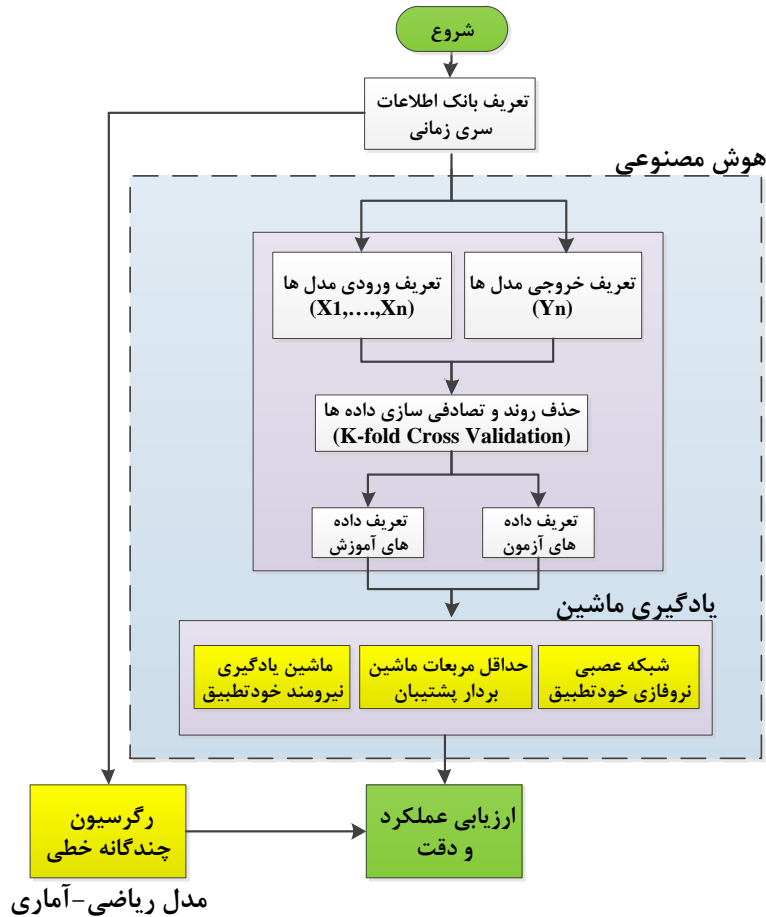 شروع
تعریف بانک اطلاعات
سری زمانی
هوش مصنوعی
تعریف خروجی مدل ها
(Yn)
تعریف ورودی مدل ها
(X1,….,Xn)
حذف روند و تصادفی سازی داده ها
(K-fold Cross Validation)
تعریف داده
های آزمون
تعریف داده
های آموزش
یادگیری ماشین
شبکه عصبی
نروفازی خودتطبیق
حداقل مربعات ماشین
بردار پشتیبان
ماشین یادگیری
نیرومند خودتطبیق
ارزیابی عملکرد
و دقت
رگرسیون
چندگانه خطی
مدل ریاضی-آماری